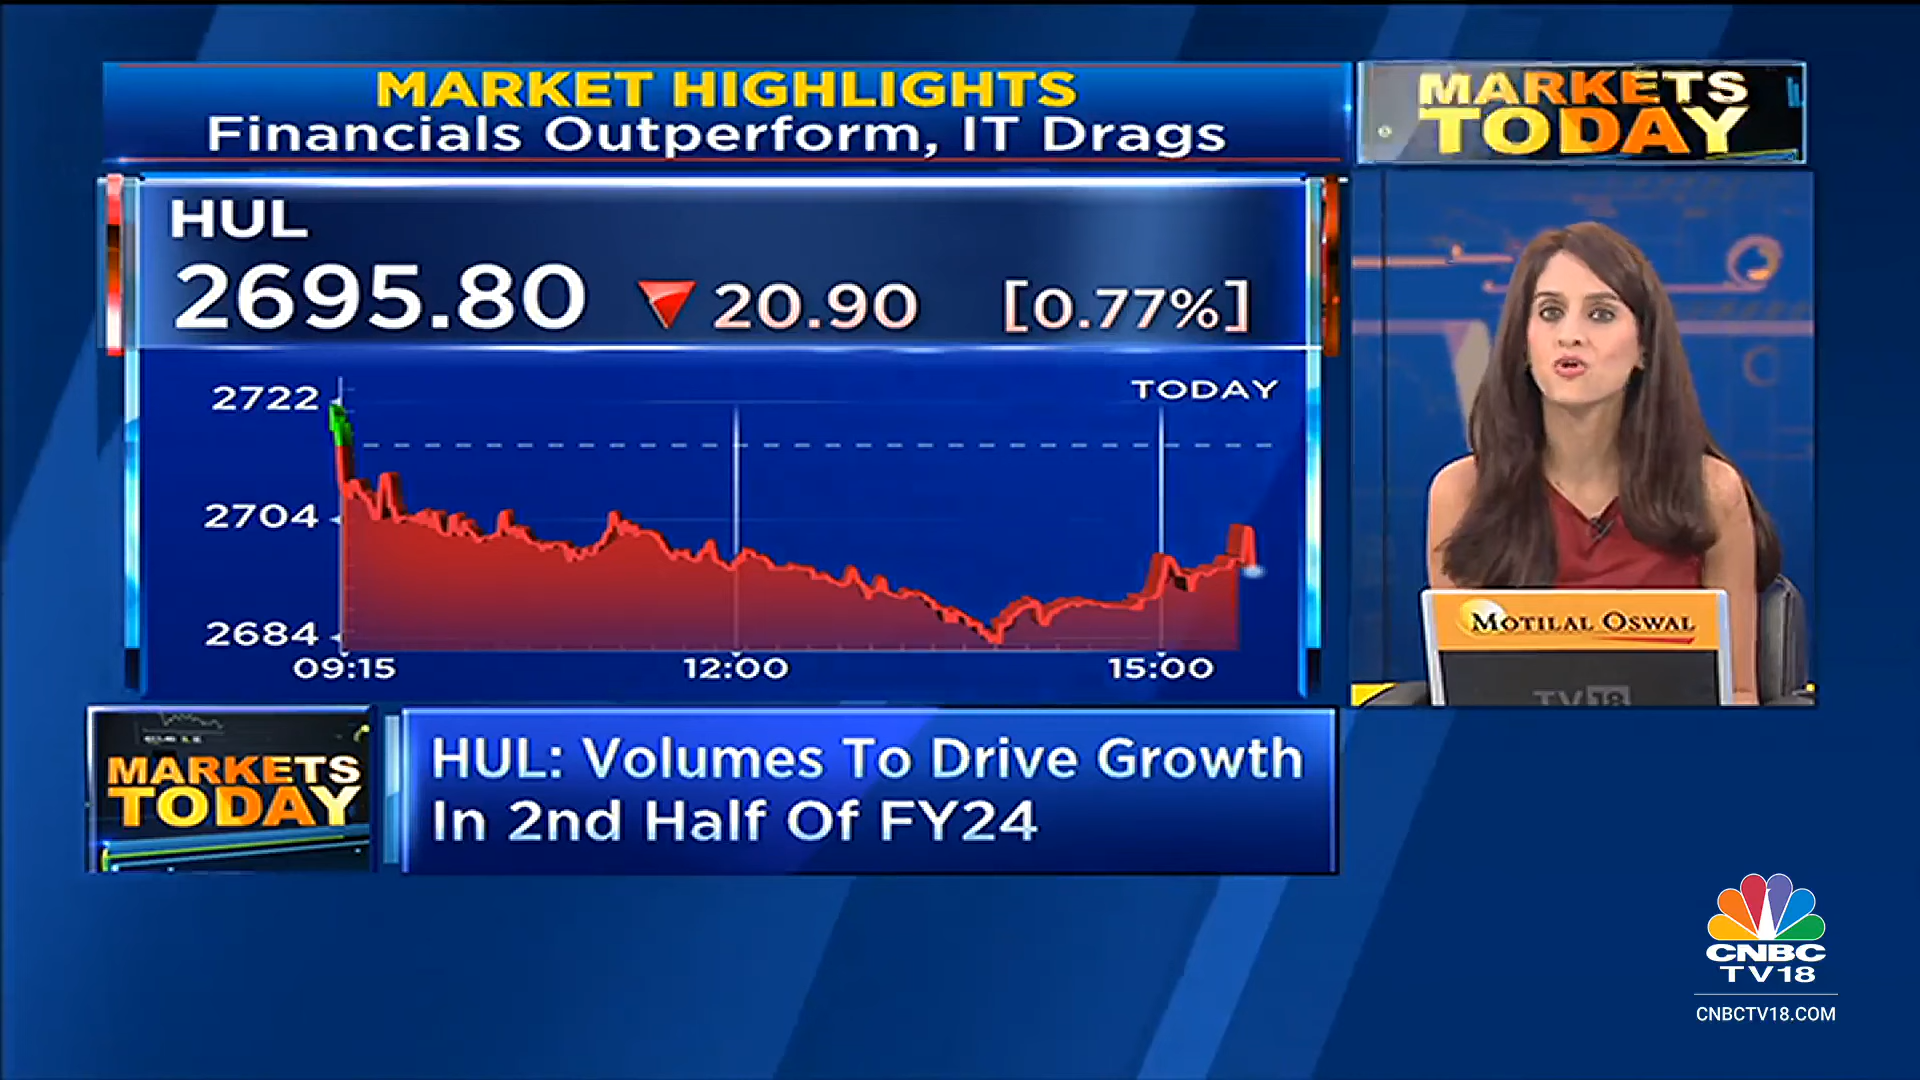 MARKET HIGHLIGHTS
Financials Outperform, IT Drags
MARKETS
TODAY
HUL
2695.80 20.90 [0.77%]
TODAY
2722
2704
2684
09:15 12:00 15:00
MOTILAL OSWAL
TV18
MARKETS
TODAY
HUL: Volumes To Drive Growth
In 2nd Half Of FY24
CNBC
TV18
CNBCTV18.COM